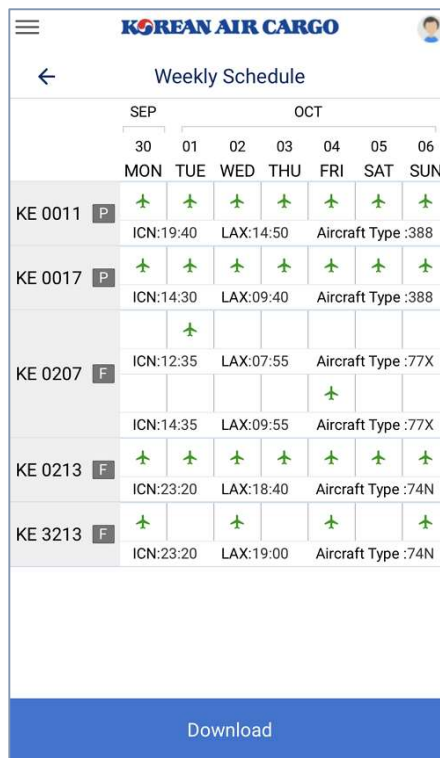 KOREAN AIR CARGO
Weekly Schedule
SEP OCT
30 01 02 03 04 05 06
MON TUE WED THU FRI SAT SUN
KE 0011 P
ICN:19:40 LAX:14:50 Aircraft Type :388
KE 0017 P
ICN:14:30 LAX:09:40 Aircraft Type :388
KE 0207 F
ICN:12:35 LAX:07:55 Aircraft Type :77X
ICN:14:35 LAX:09:55 Aircraft Type :77X
KE 0213 F
ICN:23:20 LAX:18:40 Aircraft Type :74N
KE 3213 F
ICN:23:20 LAX:19:00 Aircraft Type :74N
Download